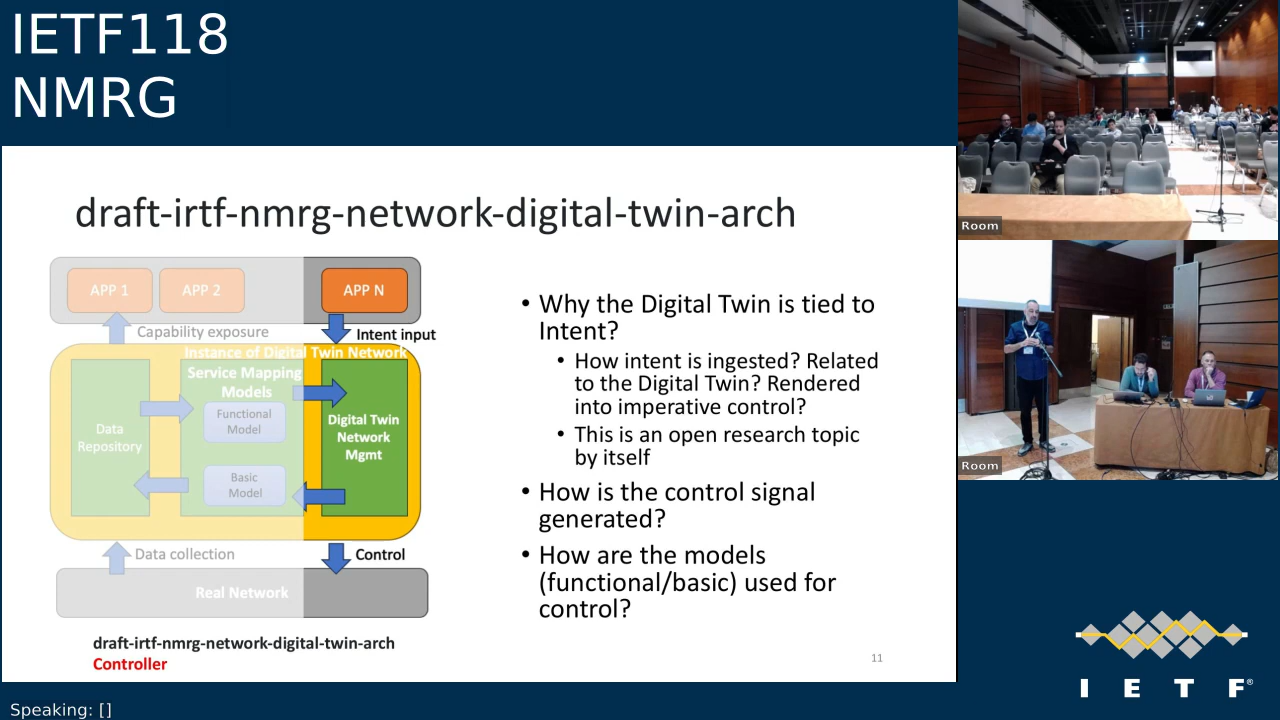 IETF118
NMRG
draft-irtf-nmrg-network-digital-twin-arch
APP 1
APP 2
APP N
Capability exposure
Intent input
Instance of Digital Twin Network
Service Mapping
Models
Functional
Model
Data
Repository
Digital Twin
Network
Mgmt
Basic
Model
Data collection
Control
Real Network
draft-irtf-nmrg-network-digital-twin-arch
Controller
• Why the Digital Twin is tied to
Intent?
• How intent is ingested? Related
to the Digital Twin? Rendered
into imperative control?
• This is an open research topic
by itself
• How is the control signal
generated?
• How are the models
(functional/basic) used for
control?
11
Room
Room
I E T F®
Speaking: []